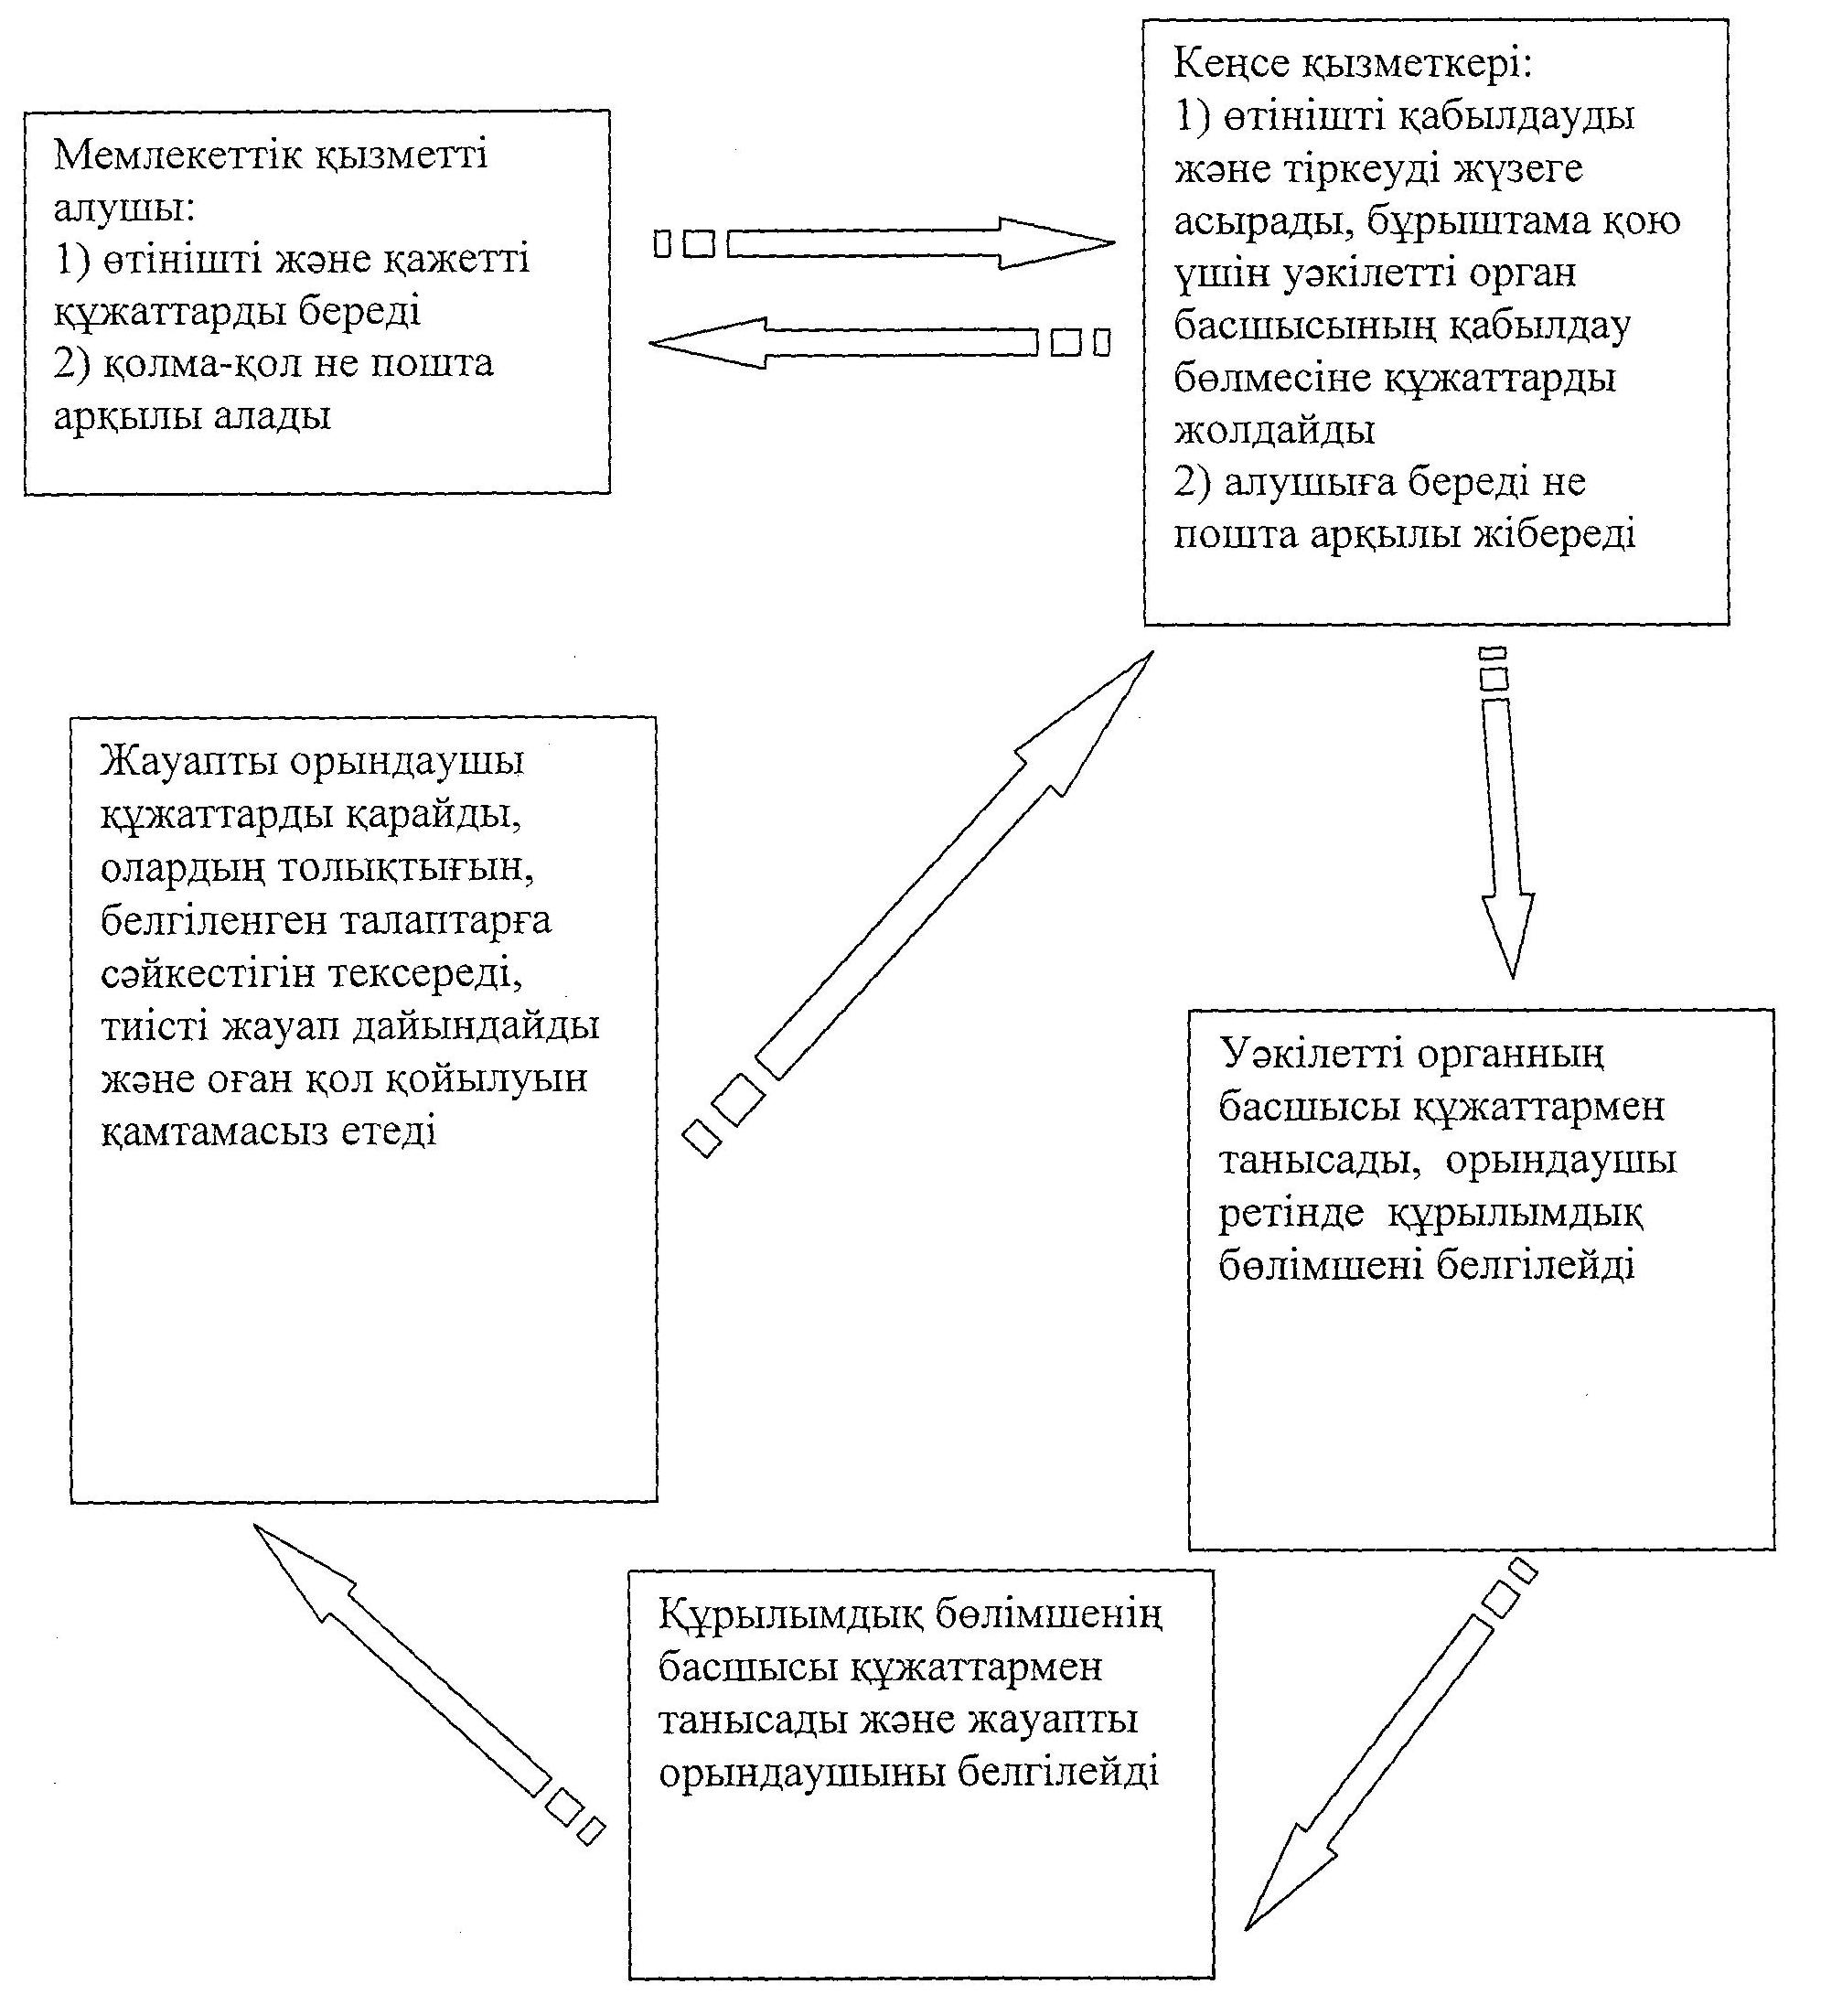 Мемлекеттік қызметті
алушы:
1) өтінішті және қажетті
құжаттарды береді
2) қолма-қол не пошта
арқылы алады
Кеңсе қызметкері:
1) өтінішті қабылдауды
және тіркеуді жүзеге
асырады, бұрыштама қою
үшін уәкілетті орган
басшысының қабылдау
бөлмесіне құжаттарды
жолдайды
2) алушыға береді не
пошта арқылы жібереді
Жауапты орындаушы
құжаттарды қарайды,
олардың толықтығын,
белгіленген талаптарға
сәйкестігін тексереді,
тиісті жауап дайындайды
және оған қол қойылуын
қамтамасыз етеді
Уәкілетті органның
басшысы құжаттармен
танысады, орындаушы
ретінде құрылымдық
бөлімшені белгілейді
Құрылымдық бөлімшенің
басшысы құжаттармен
танысады және жауапты
орындаушыны белгілейді